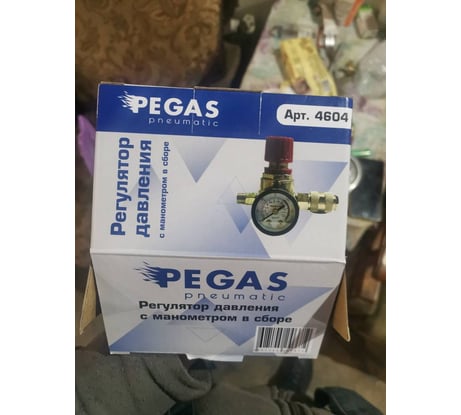 PEGAS
pneumatic
Арт. 4604
Регулятор
давления
с манометром в сборе
PEGAS
pneumatic
Регулятор давления
с манометром в сборе